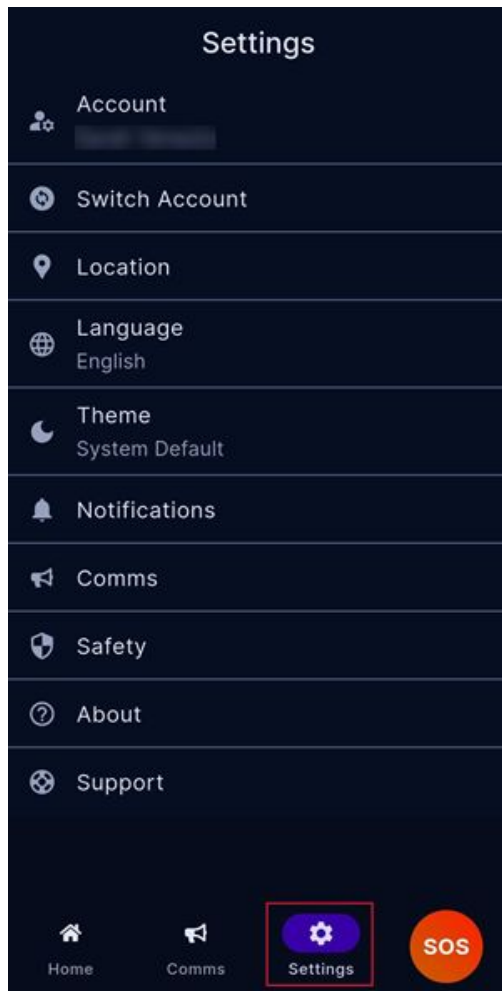 Settings
Account
Switch Account
Location
Language
English
Theme
System Default
Notifications
Comms
Safety
About
Support
Home
Comms
Settings
SOS